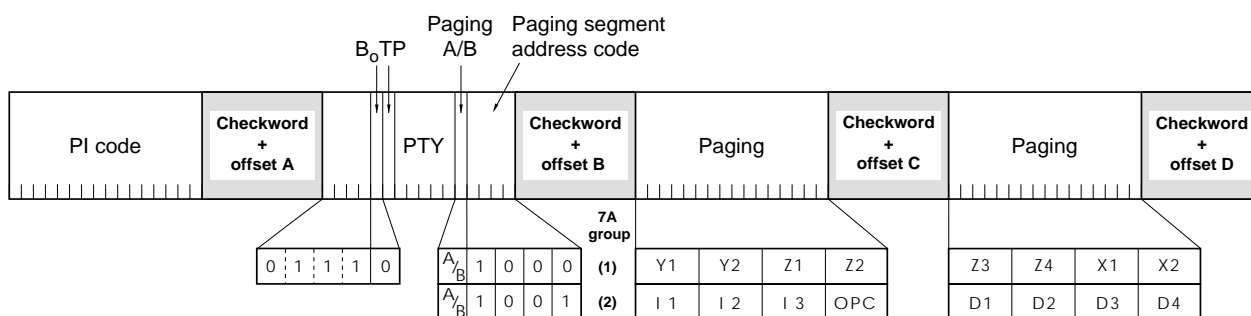 Paging A/B
Paging segment address code
BoTP
PI code
Checkword + offset A
PTY
Checkword + offset B
Paging
Checkword + offset C
Paging
Checkword + offset D
7A group
0 1 1 1 0
A/B 1 0 0 0 (1) Y1 Y2 Z1 Z2 Z3 Z4 X1 X2
A/B 1 0 0 1 (2) I1 I2 I3 OPC D1 D2 D3 D4